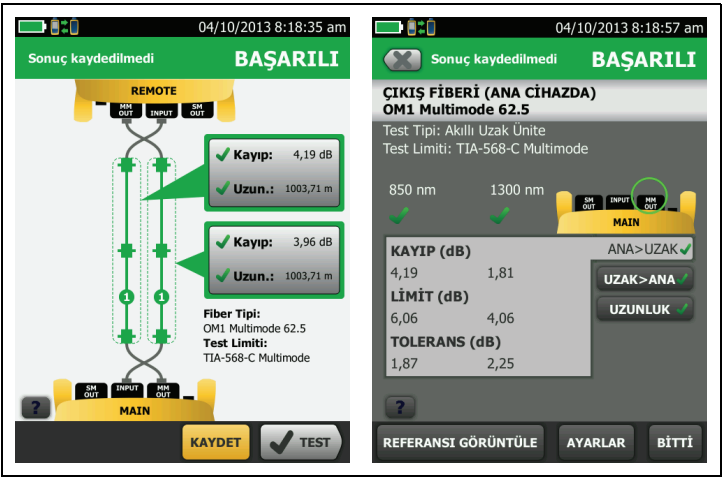 04/10/2013 8:18:35 am
Sonuç kaydedilmedi
BAŞARILI
REMOTE
MM OUT
INPUT
SM OUT
Kayıp: 4,19 dB
Uzun.: 1003,71 m
Kayıp: 3,96 dB
Uzun.: 1003,71 m
1
1
Fiber Tipi:
OM1 Multimode 62.5
Test Limiti:
TIA-568-C Multimode
SM OUT
INPUT
MM OUT
MAIN
?
KAYDET
TEST
04/10/2013 8:18:57 am
Sonuç kaydedilmedi
BAŞARILI
ÇIKIŞ FİBERİ (ANA CİHAZDA)
OM1 Multimode 62.5
Test Tipi: Akıllı Uzak Ünite
Test Limiti: TIA-568-C Multimode
850 nm
1300 nm
SM OUT
INPUT
MM OUT
MAIN
KAYIP (dB)
4,19 1,81
LİMİT (dB)
6,06 4,06
TOLERANS (dB)
1,87 2,25
ANA>UZAK
UZAK>ANA
UZUNLUK
?
REFERANSI GÖRÜNTÜLE
AYARLAR
BİTTİ